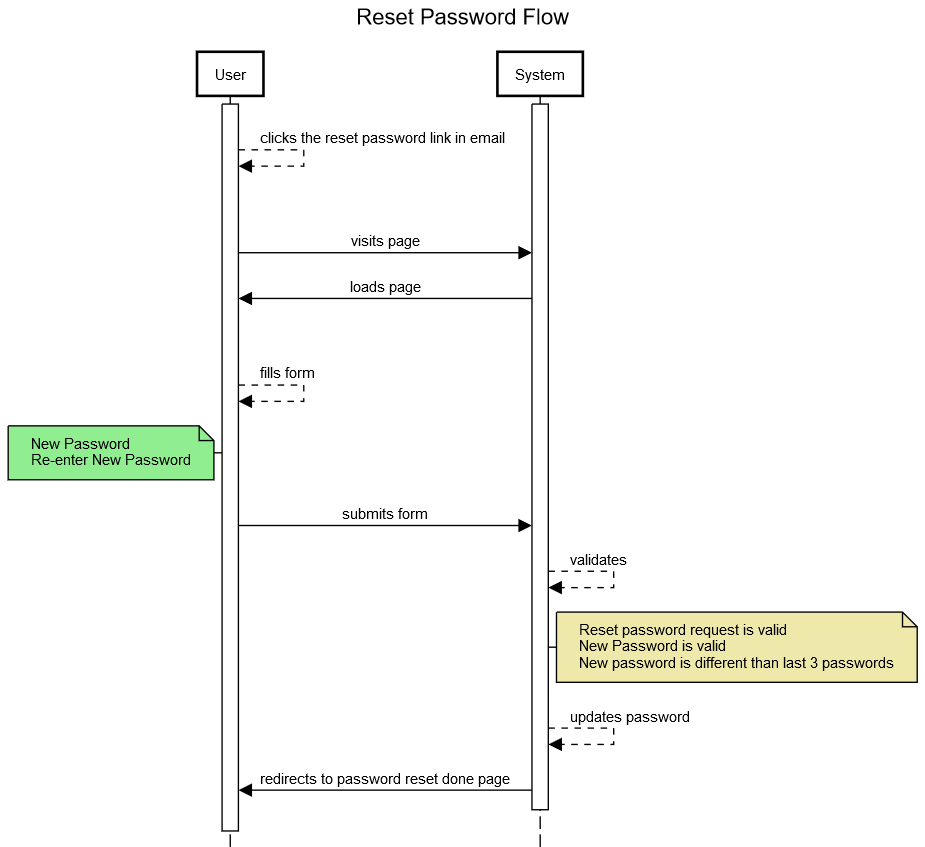 Reset Password Flow
User
System
clicks the reset password link in email
visits page
loads page
fills form
New Password
Re-enter New Password
submits form
validates
Reset password request is valid
New Password is valid
New password is different than last 3 passwords
updates password
redirects to password reset done page